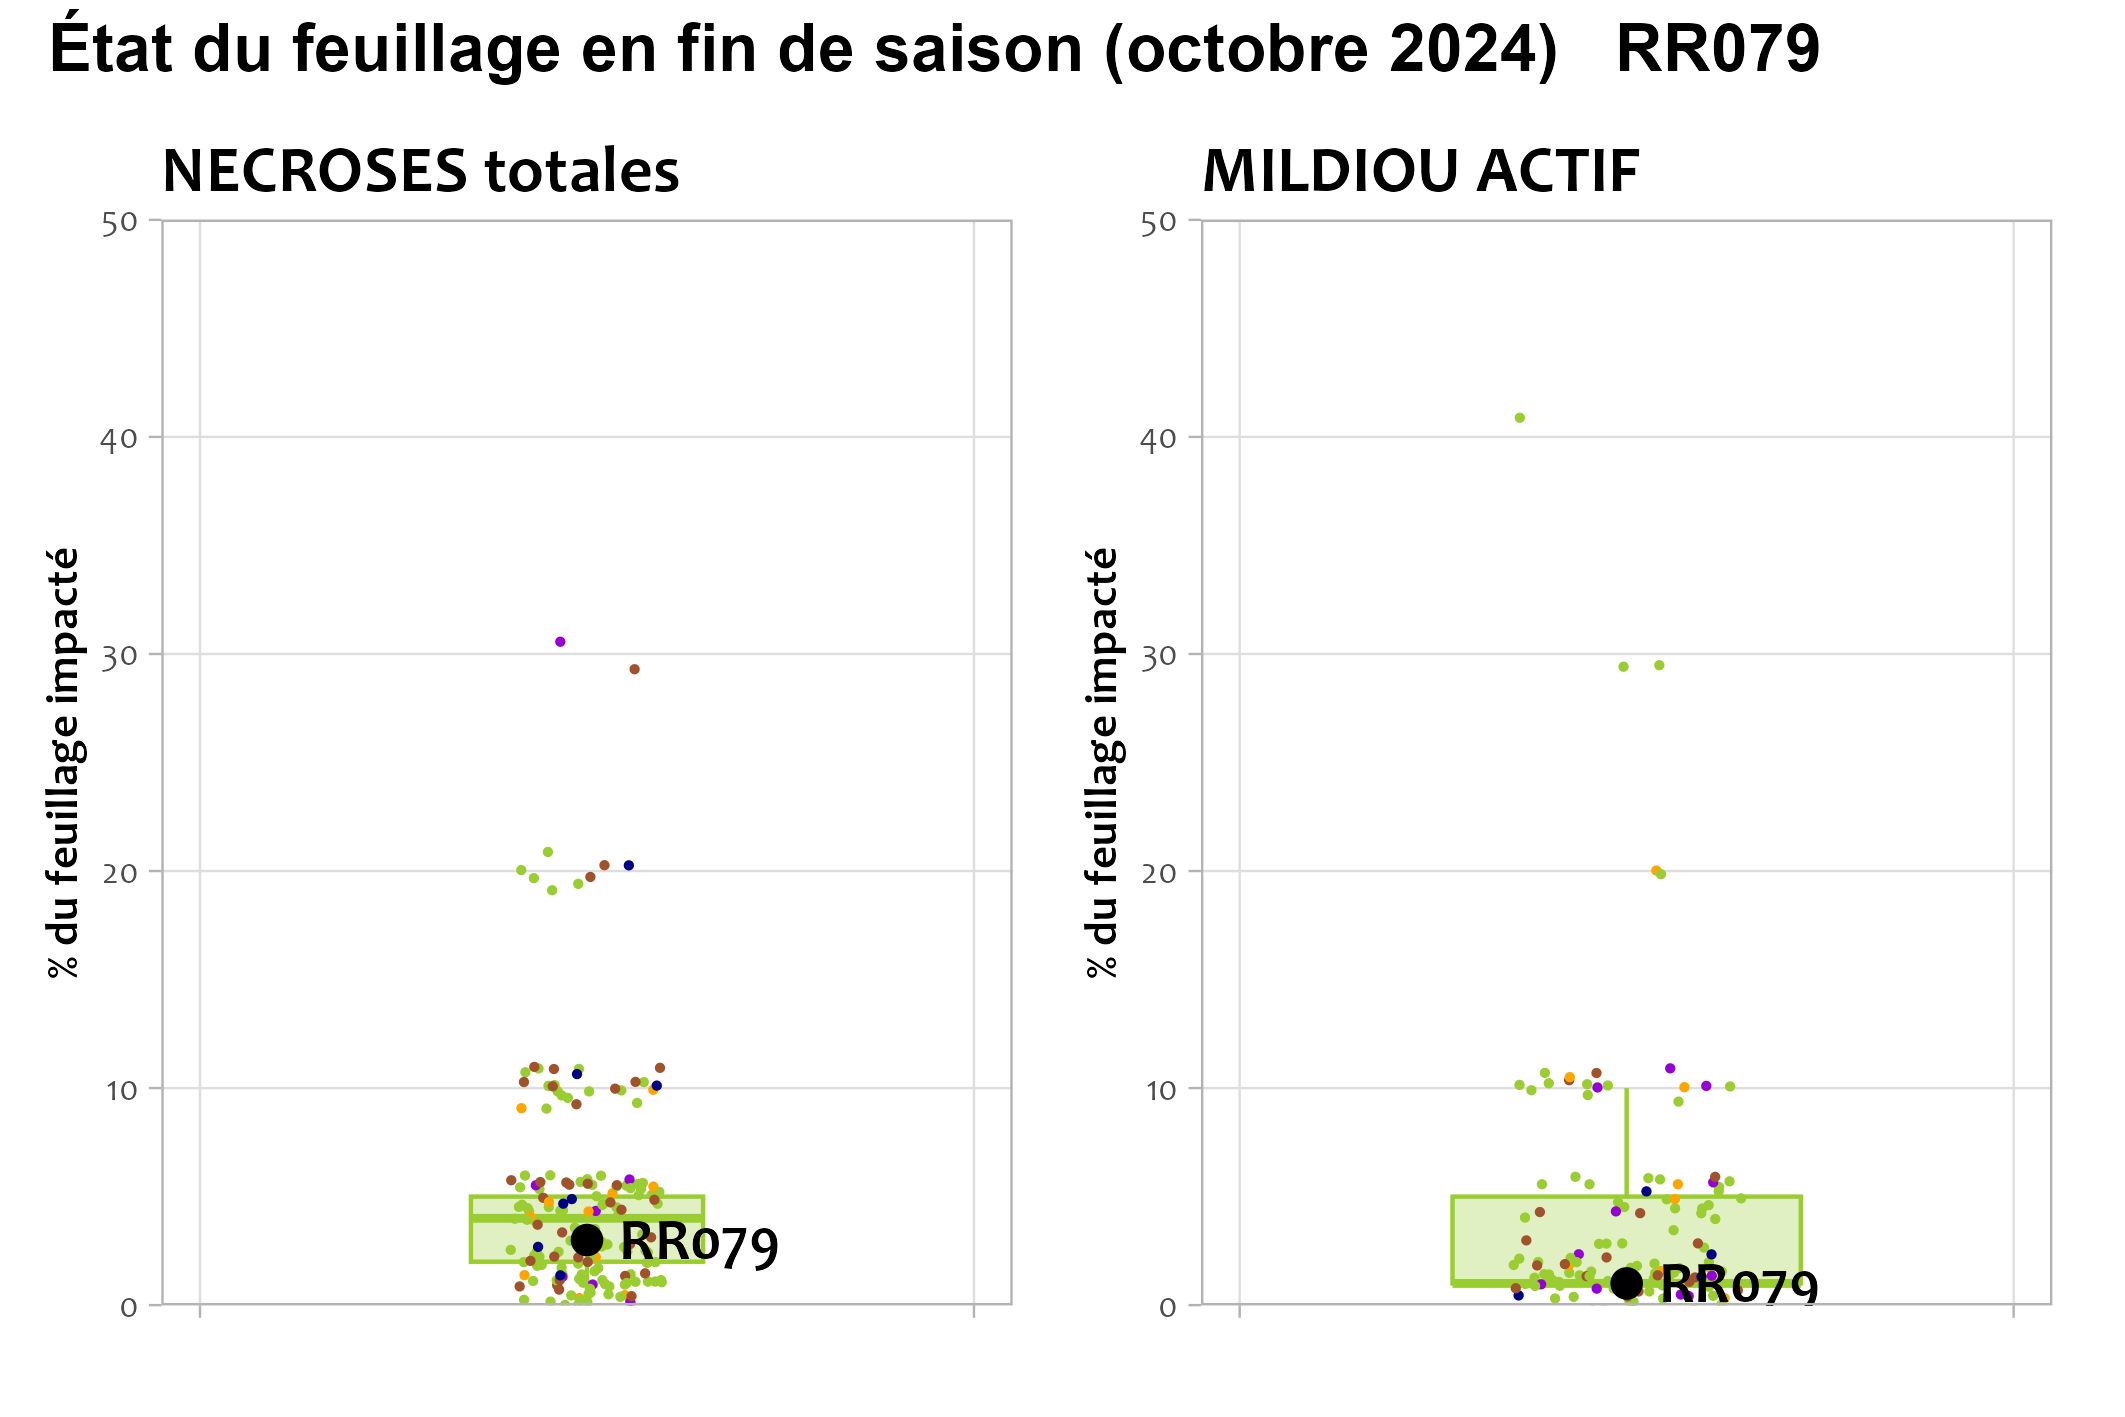 État du feuillage en fin de saison (octobre 2024) RR079
NECROSES totales
MILDIOU ACTIF
% du feuillage impacté
50
40
30
20
10
0
RR079
% du feuillage impacté
50
40
30
20
10
0
RR079